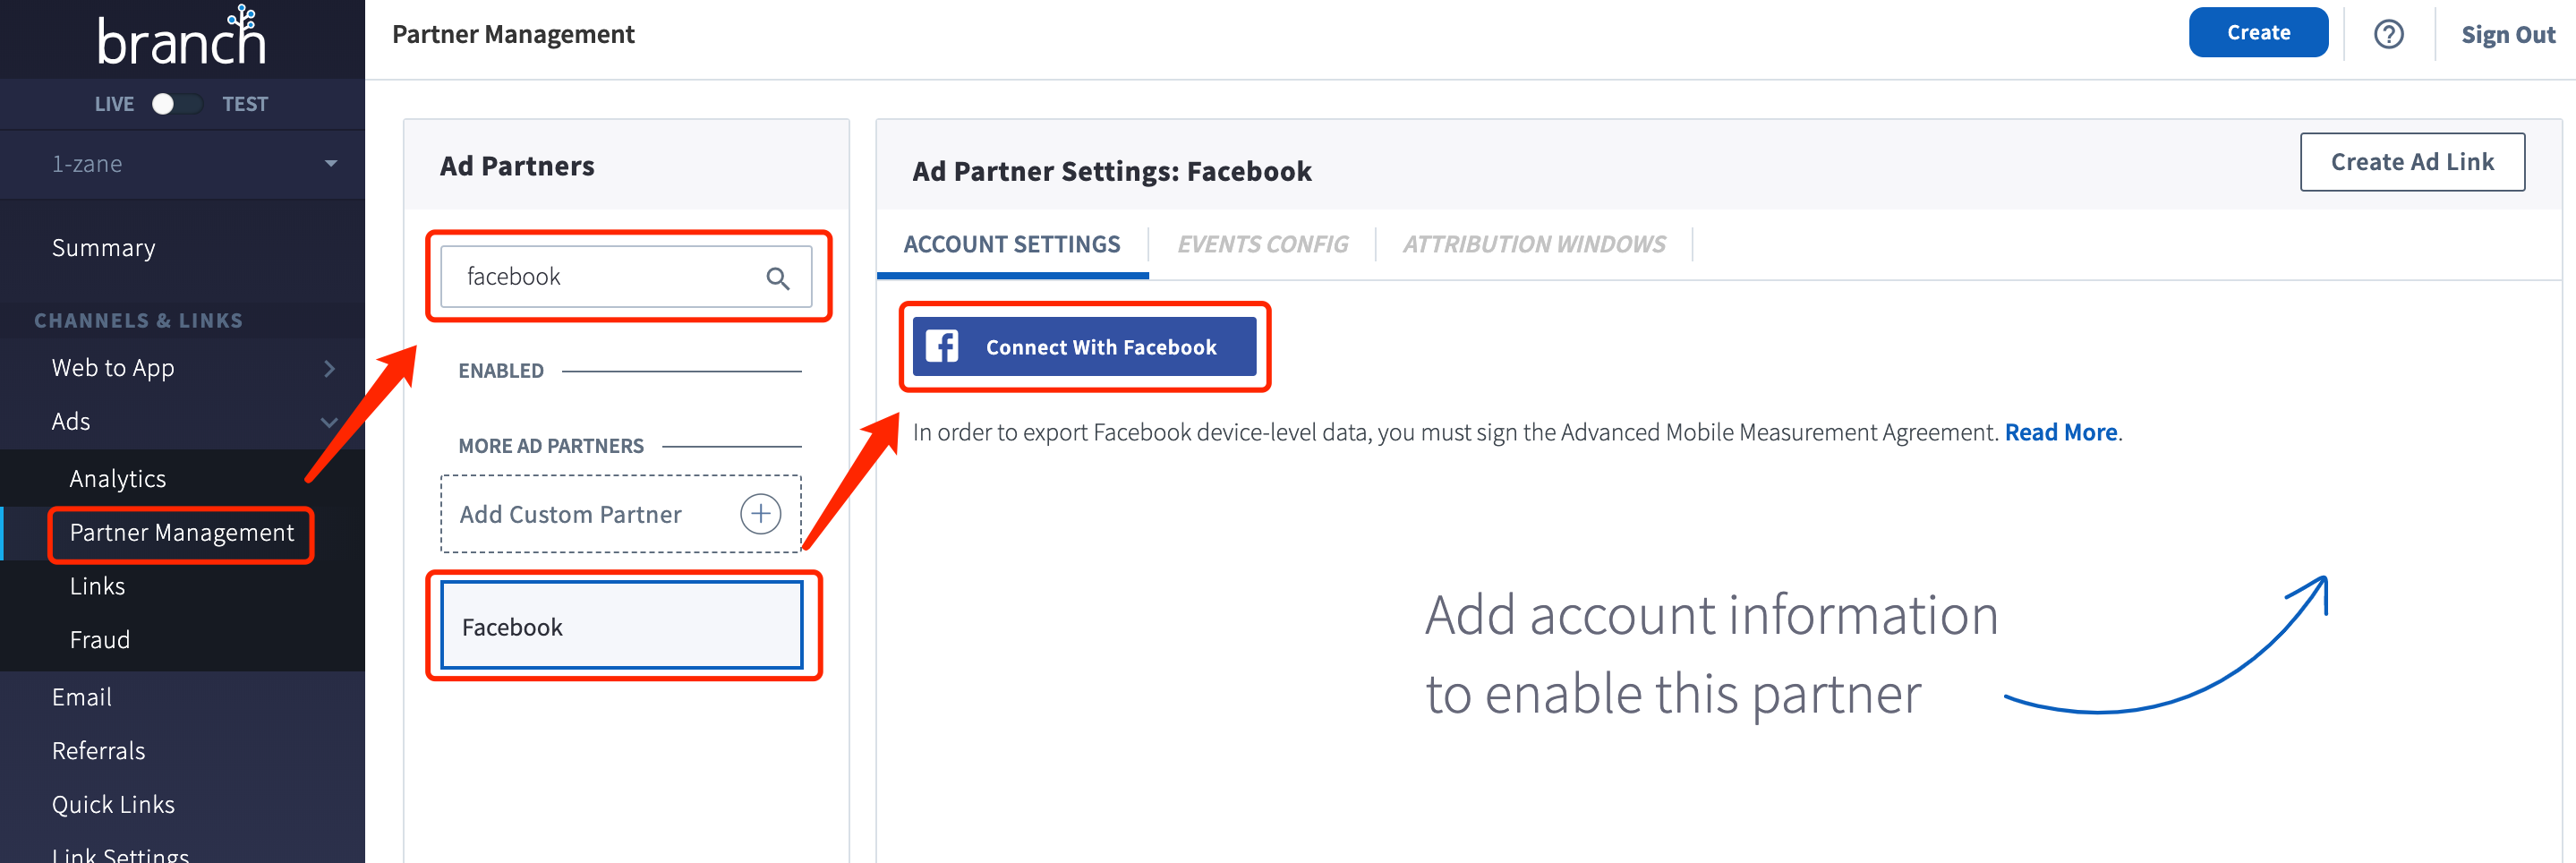 branch
LIVE TEST
1-zane
Summary
CHANNELS & LINKS
Web to App
Ads
Analytics
Partner Management
Links
Fraud
Email
Referrals
Quick Links
Link Settings
Partner Management
Create
?
Sign Out
Ad Partners
facebook
ENABLED
MORE AD PARTNERS
Add Custom Partner
Facebook
Ad Partner Settings: Facebook
Create Ad Link
ACCOUNT SETTINGS EVENTS CONFIG ATTRIBUTION WINDOWS
f Connect With Facebook
In order to export Facebook device-level data, you must sign the Advanced Mobile Measurement Agreement. Read More.
Add account information
to enable this partner